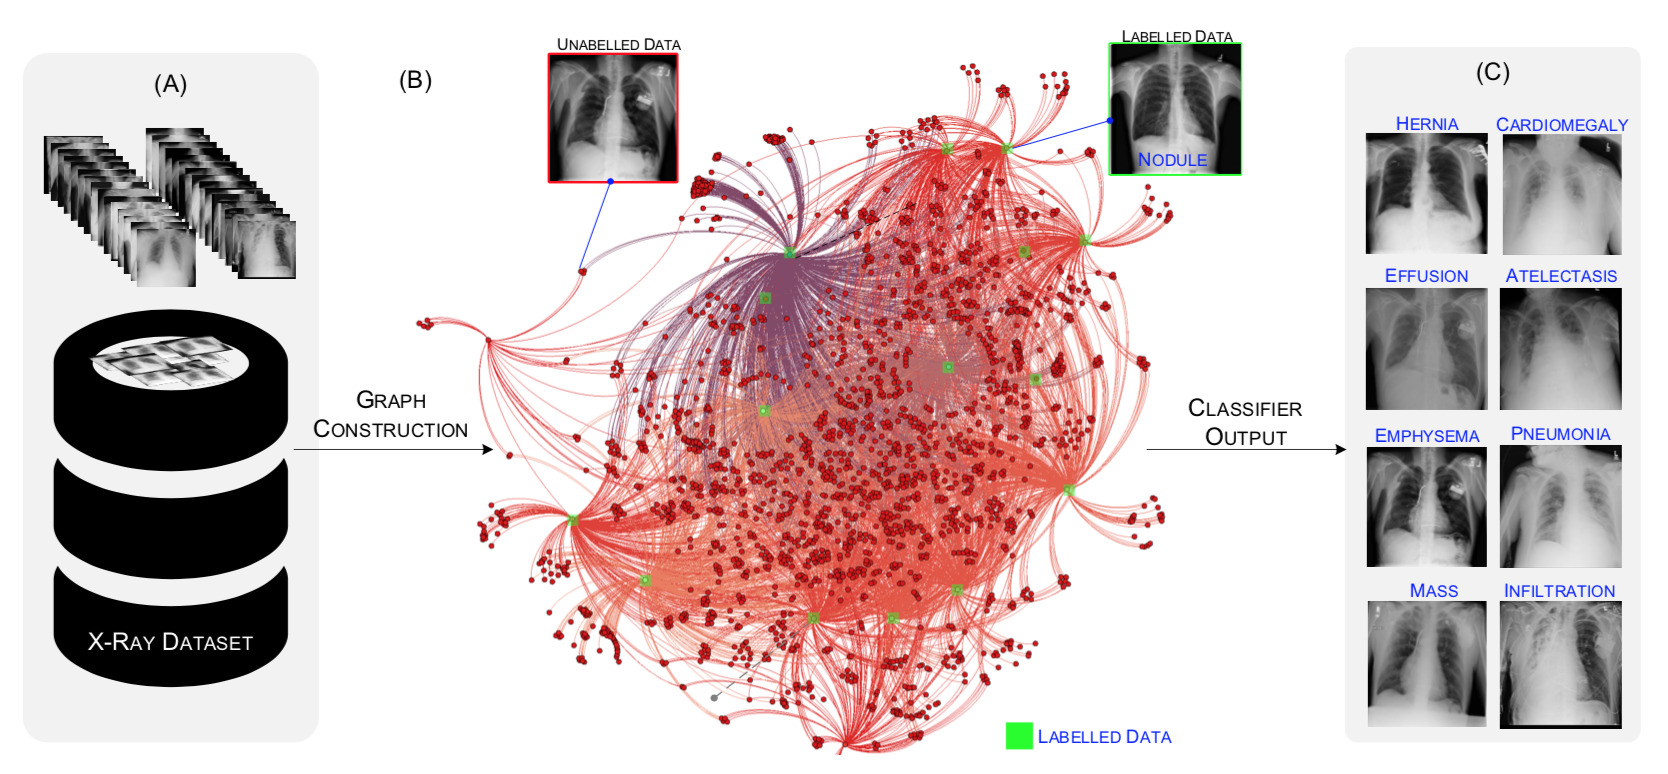 (A)
X-RAY DATASET
GRAPH
CONSTRUCTION
(B)
UNABELLED DATA
LABELLED DATA
NODULE
LABELLED DATA
CLASSIFIER
OUTPUT
(C)
HERNIA
CARDIOMEGALY
EFFUSION
ATELECTASIS
EMPHYSEMA
PNEUMONIA
MASS
INFILTRATION